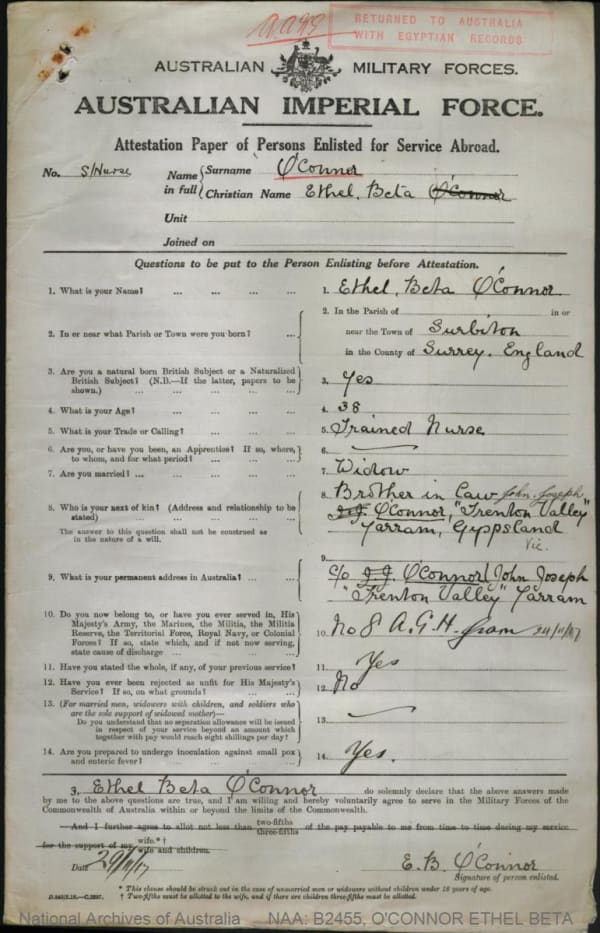 AAMS
RETURNED TO AUSTRALIA
WITH EGYPTIAN RECORDS
AUSTRALIAN MILITARY FORCES.
AUSTRALIAN IMPERIAL FORCE.
Attestation Paper of Persons Enlisted for Service Abroad.
No. S/Nurse Name in full { Surname O'Connor
Christian Name Ethel, Beta O'Connor
Unit
Joined on
Questions to be put to the Person Enlisting before Attestation.
1. What is your Name? ... ... ... ... 1. Ethel, Beta O'Connor
2. In or near what Parish or Town were you born? ... 2. In the Parish of in or
near the Town of Surbiton
in the County of Surrey. England
3. Are you a natural born British Subject or a Naturalized
British Subject? (N.B.—If the latter, papers to be
shown.) ... ... ... ... 3. Yes
4. What is your Age? ... ... ... ... 4. 38
5. What is your Trade or Calling? ... ... ... 5. Trained Nurse
6. Are you, or have you been, an Apprentice? If so, where,
to whom, and for what period? ... ... ... 6. —
7. Are you married? ... ... ... ... 7. Widow
8. Who is your next of kin? (Address and relationship to be
stated) ... ... ... ... 8. Brother in Law John Joseph
J.J. O'Connor, "Trenton Valley"
Yarram, Gippsland
Vic.
The answer to this question shall not be construed as
in the nature of a will.
9. What is your permanent address in Australia? ... ... 9.
c/o J.J. O'Connor (John Joseph
"Trenton Valley" Yarram
10. Do you now belong to, or have you ever served in, His
Majesty's Army, the Marines, the Militia, the Militia
Reserve, the Territorial Force, Royal Navy, or Colonial
Forces? If so, state which, and if not now serving,
state cause of discharge ... ... ... 10. No 8 A.G.H. from
11. Have you stated the whole, if any, of your previous service? 11. Yes
12. Have you ever been rejected as unfit for His Majesty's
Service? If so, on what grounds? ... ... 12. No
13. (For married men, widowers with children, and soldiers who
are the sole support of widowed mother)—
Do you understand that no separation allowance will be issued
in respect of your service beyond an amount which
together with pay would reach eight shillings per day? 13. —
14. Are you prepared to undergo inoculation against small pox
and enteric fever? ... ... ... 14. Yes.
I, Ethel Beta O'Connor do solemnly declare that the above answers made
by me to the above questions are true, and I am willing and hereby voluntarily agree to serve in the Military Forces of the
Commonwealth of Australia within or beyond the limits of the Commonwealth.
And I further agree to allot not less than two-fifths three-fifths of the pay payable to me from time to time during my service
for the support of my wife.*† wife and children.
Date 29/11/17 E. B. O'Connor
Signature of person enlisted.
* This clause should be struck out in the case of unmarried men or widowers without children under 18 years of age.
† Two-fifths must be allotted to the wife, and if there are children three-fifths must be allotted.
National Archives of Australia NAA: B2455, O'CONNOR ETHEL BETA